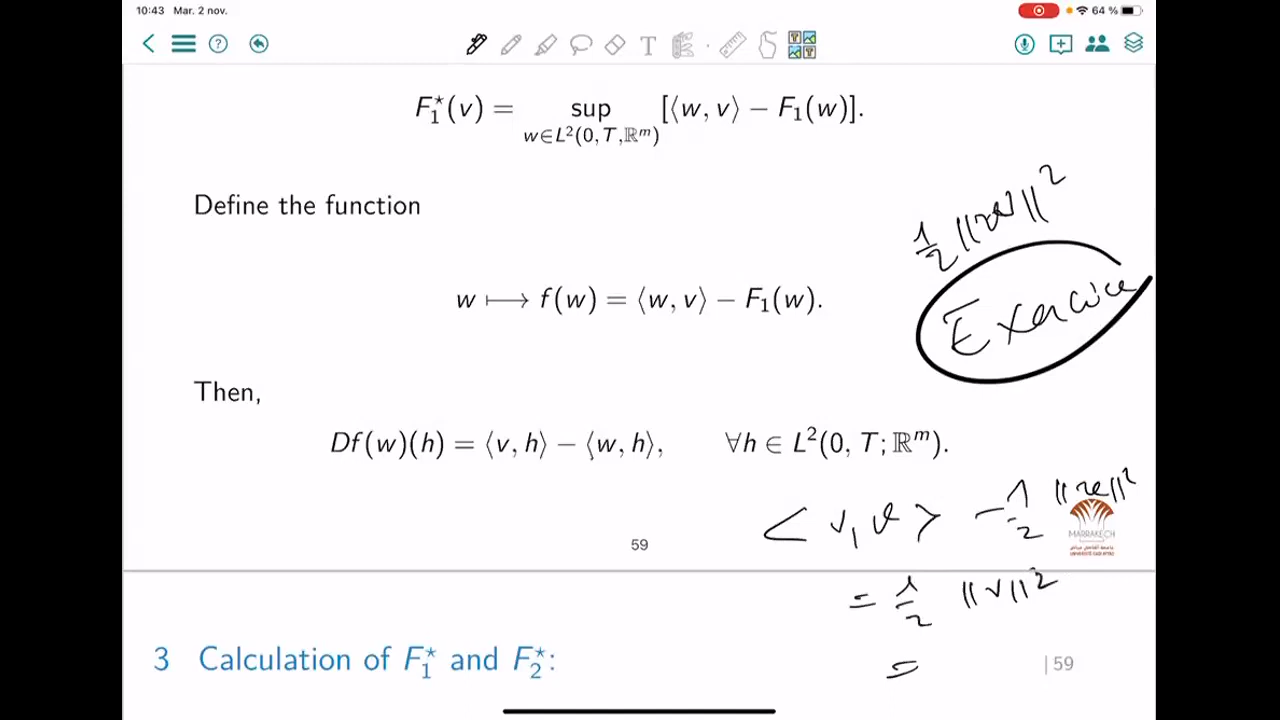 10:43 Mar. 2 nov. 64 %
F₁*(v) = sup [⟨w, v⟩ − F₁(w)].
w∈L²(0,T,ℝᵐ)
Define the function
½ ||w||²
w ⟼ f(w) = ⟨w, v⟩ − F₁(w).
Exercice
Then,
Df(w)(h) = ⟨v, h⟩ − ⟨w, h⟩, ∀h ∈ L²(0, T; ℝᵐ).
< v, v > − ½ || ||²
MARRAKECH
59
= ½ ||v||²
3 Calculation of F₁* and F₂*:
=
| 59